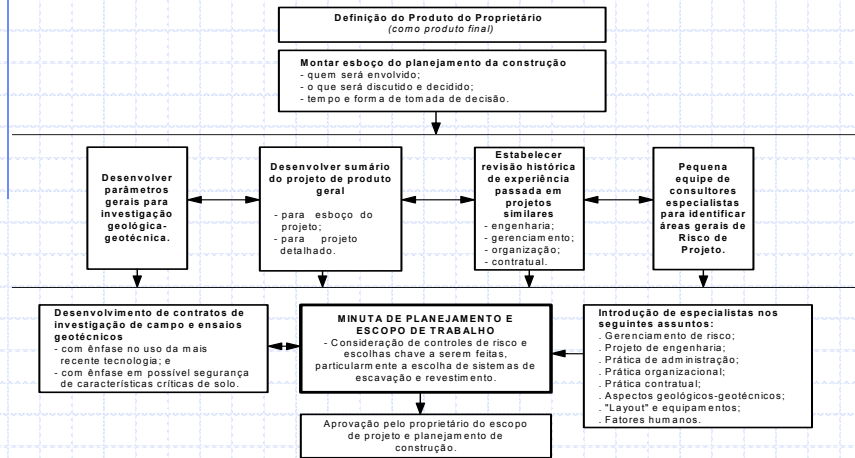 Definição do Produto do Proprietário
(como produto final)
Montar esboço do planejamento da construção
- quem será envolvido;
- o que será discutido e decidido;
- tempo e forma de tomada de decisão.
Desenvolver
parâmetros
gerais para
investigação
geológica-
geotécnica.
Desenvolver sumário
do projeto de produto
geral
- para esboço do
projeto;
- para projeto
detalhado.
Estabelecer
revisão histórica
de experiência
passada em
projetos
similares
- engenharia;
- gerenciamento;
- organização;
- contratual.
Pequena
equipe de
consultores
especialistas
para identificar
áreas gerais de
Risco de
Projeto.
Desenvolvimento de contratos de
investigação de campo e ensaios
geotécnicos
- com ênfase no uso da mais
recente tecnologia; e
- com ênfase em possível segurança
de características críticas de solo.
MINUTA DE PLANEJAMENTO E
ESCOPO DE TRABALHO
- Consideração de controles de risco e
escolhas chave a serem feitas,
particularmente a escolha de sistemas de
escavação e revestimento.
Introdução de especialistas nos
seguintes assuntos:
. Gerenciamento de risco;
. Projeto de engenharia;
. Prática de administração;
. Prática organizacional;
. Prática contratual;
. Aspectos geológicos-geotécnicos;
. "Layout" e equipamentos;
. Fatores humanos.
Aprovação pelo proprietário do escopo
de projeto e planejamento de
construção.